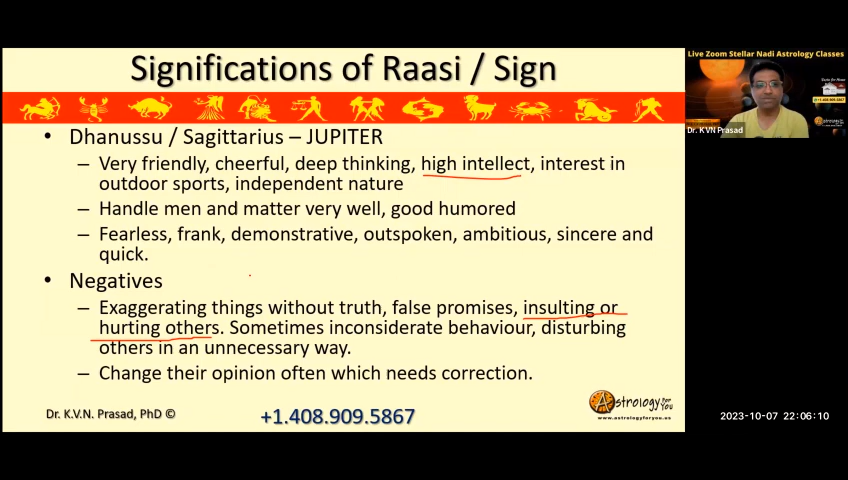 Significations of Raasi / Sign
Live Zoom Stellar Nadi Astrology Classes
Dr. KVN Prasad
• Dhanussu / Sagittarius – JUPITER
– Very friendly, cheerful, deep thinking, high intellect, interest in
outdoor sports, independent nature
– Handle men and matter very well, good humored
– Fearless, frank, demonstrative, outspoken, ambitious, sincere and
quick.
• Negatives
– Exaggerating things without truth, false promises, insulting or
hurting others. Sometimes inconsiderate behaviour, disturbing
others in an unnecessary way.
– Change their opinion often which needs correction.
Dr. K.V.N. Prasad, PhD ©
+1.408.909.5867
Astrology For You
www.astrologyforyou.us
2023-10-07 22:06:10